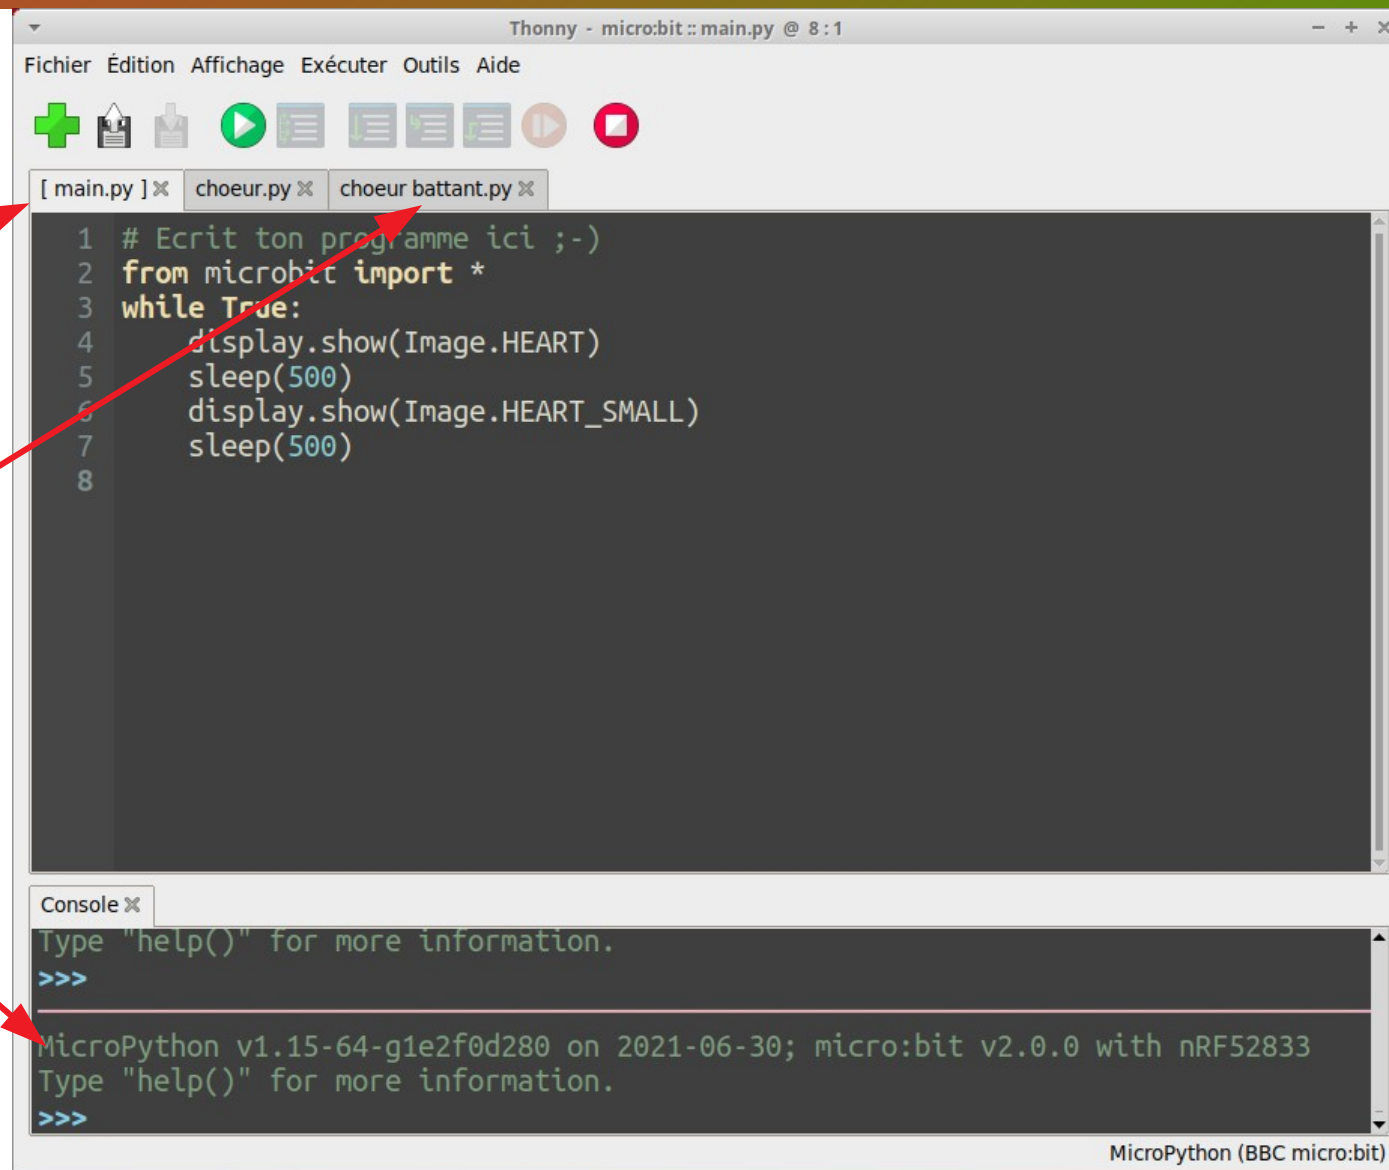 Thonny - micro:bit :: main.py @ 8 : 1
Fichier Édition Affichage Exécuter Outils Aide
[ main.py ] choeur.py choeur battant.py
1 # Ecrit ton programme ici ;-)
2 from microbit import *
3 while True:
4     display.show(Image.HEART)
5     sleep(500)
6     display.show(Image.HEART_SMALL)
7     sleep(500)
8
Console
Type "help()" for more information.
>>>
MicroPython v1.15-64-g1e2f0d280 on 2021-06-30; micro:bit v2.0.0 with nRF52833
Type "help()" for more information.
>>>
MicroPython (BBC micro:bit)